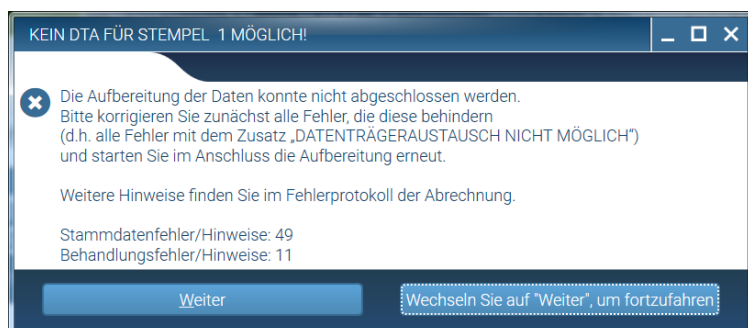 KEIN DTA FÜR STEMPEL 1 MÖGLICH!
Die Aufbereitung der Daten konnte nicht abgeschlossen werden.
Bitte korrigieren Sie zunächst alle Fehler, die diese behindern
(d.h. alle Fehler mit dem Zusatz „DATENTRÄGERAUSTAUSCH NICHT MÖGLICH“)
und starten Sie im Anschluss die Aufbereitung erneut.
Weitere Hinweise finden Sie im Fehlerprotokoll der Abrechnung.
Stammdatenfehler/Hinweise: 49
Behandlungsfehler/Hinweise: 11
Weiter
Wechseln Sie auf "Weiter", um fortzufahren